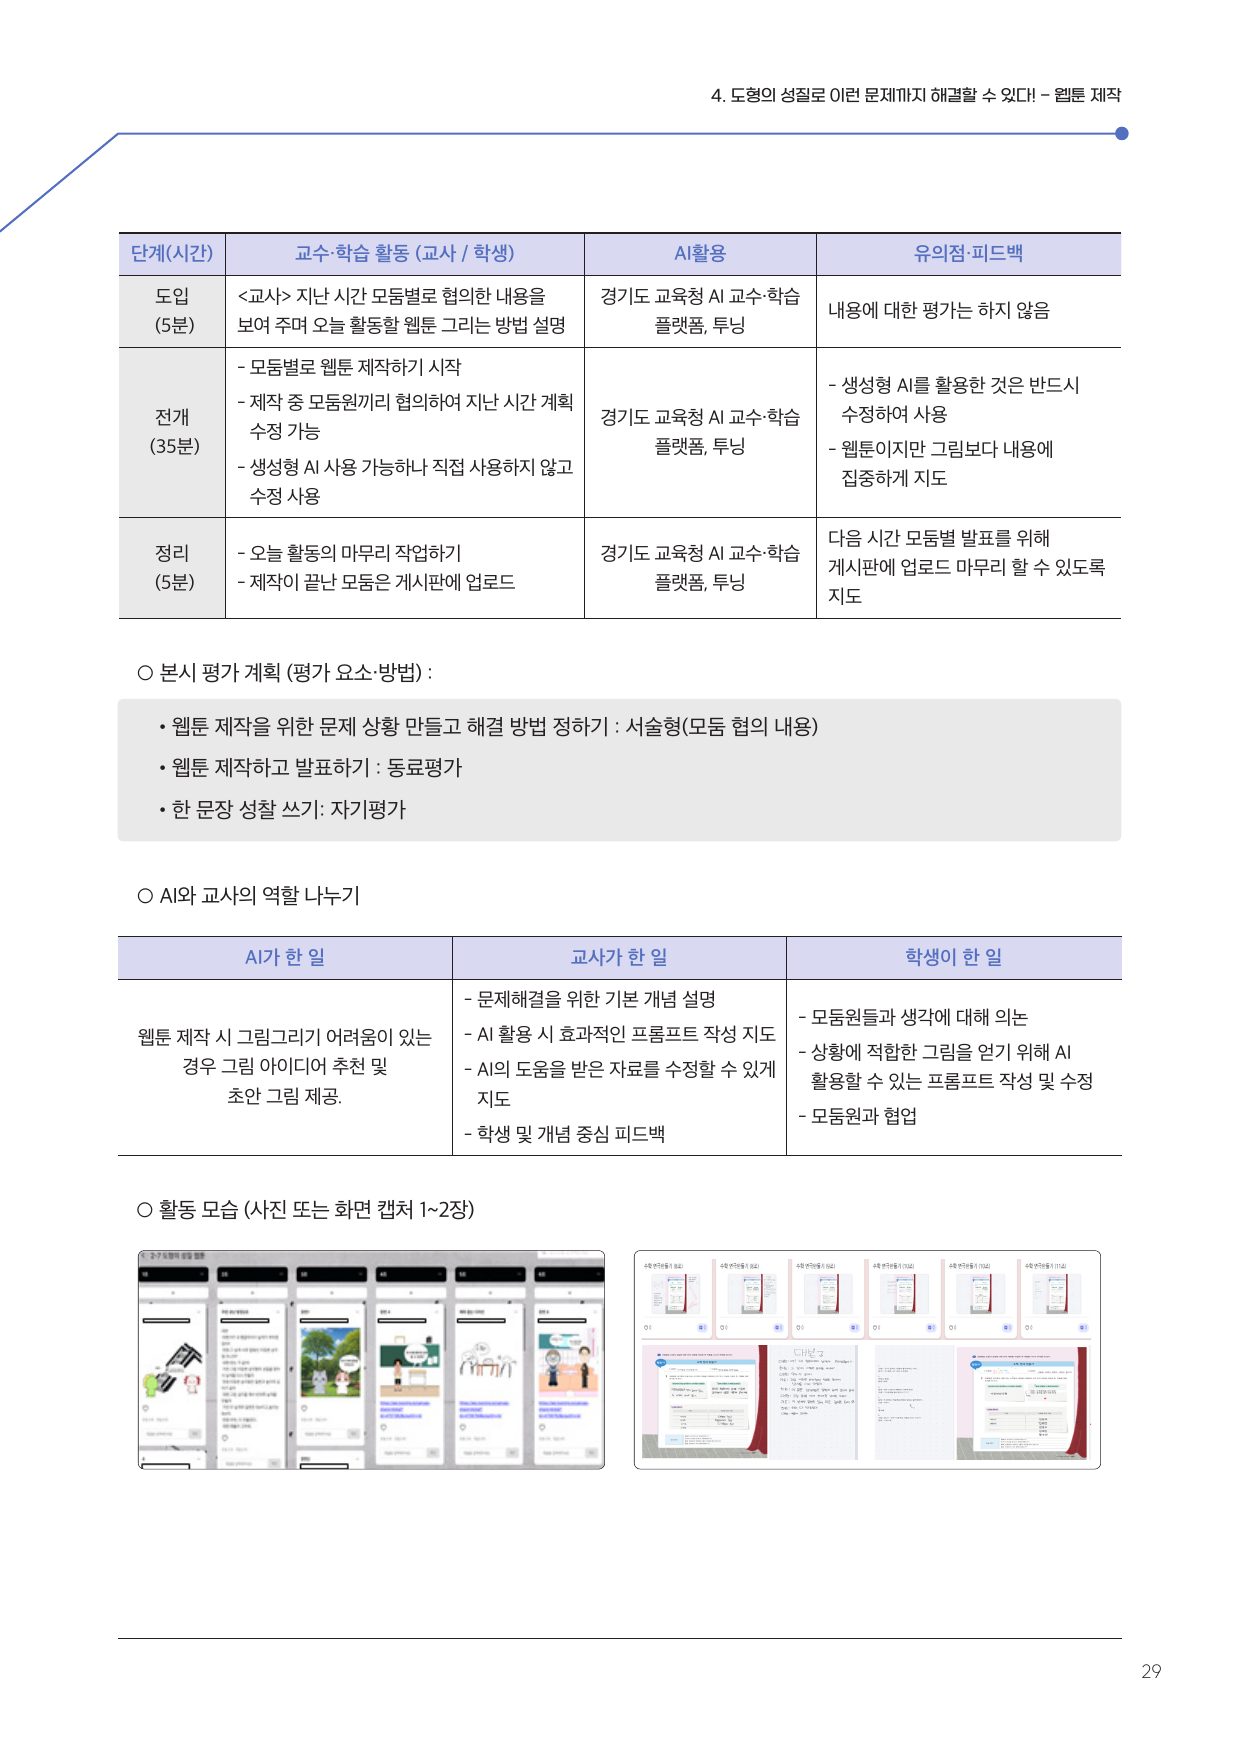 4. 도형의 성질로 이런 문제까지 해결할 수 있다! – 웹툰 제작
단계(시간)
교수·학습 활동 (교사 / 학생)
AI활용
유의점·피드백
도입
(5분)
<교사> 지난 시간 모둠별로 협의한 내용을
보여 주며 오늘 활동할 웹툰 그리는 방법 설명
경기도 교육청 AI 교수·학습
플랫폼, 투닝
내용에 대한 평가는 하지 않음
전개
(35분)
- 모둠별로 웹툰 제작하기 시작
- 제작 중 모둠원끼리 협의하여 지난 시간 계획
수정 가능
- 생성형 AI 사용 가능하나 직접 사용하지 않고
수정 사용
경기도 교육청 AI 교수·학습
플랫폼, 투닝
- 생성형 AI를 활용한 것은 반드시
수정하여 사용
- 웹툰이지만 그림보다 내용에
집중하게 지도
정리
(5분)
- 오늘 활동의 마무리 작업하기
- 제작이 끝난 모둠은 게시판에 업로드
경기도 교육청 AI 교수·학습
플랫폼, 투닝
다음 시간 모둠별 발표를 위해
게시판에 업로드 마무리 할 수 있도록
지도
○ 본시 평가 계획 (평가 요소·방법) :
• 웹툰 제작을 위한 문제 상황 만들고 해결 방법 정하기 : 서술형(모둠 협의 내용)
• 웹툰 제작하고 발표하기 : 동료평가
• 한 문장 성찰 쓰기: 자기평가
○ AI와 교사의 역할 나누기
AI가 한 일
교사가 한 일
학생이 한 일
웹툰 제작 시 그림그리기 어려움이 있는
경우 그림 아이디어 추천 및
초안 그림 제공.
- 문제해결을 위한 기본 개념 설명
- AI 활용 시 효과적인 프롬프트 작성 지도
- AI의 도움을 받은 자료를 수정할 수 있게
지도
- 학생 및 개념 중심 피드백
- 모둠원들과 생각에 대해 의논
- 상황에 적합한 그림을 얻기 위해 AI
활용할 수 있는 프롬프트 작성 및 수정
- 모둠원과 협업
○ 활동 모습 (사진 또는 화면 캡처 1~2장)
2-7 도형의 성질 웹툰
29